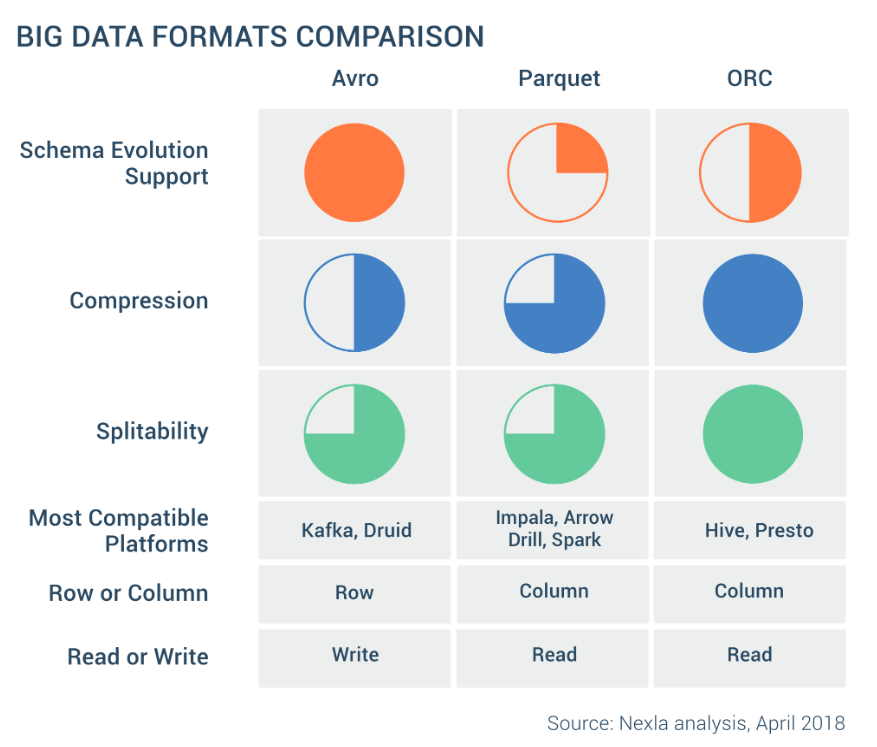 BIG DATA FORMATS COMPARISON
Avro Parquet ORC
Schema Evolution
Support
Compression
Splitability
Most Compatible
Platforms
Kafka, Druid
Impala, Arrow
Drill, Spark
Hive, Presto
Row or Column
Row
Column
Column
Read or Write
Write
Read
Read
Source: Nexla analysis, April 2018